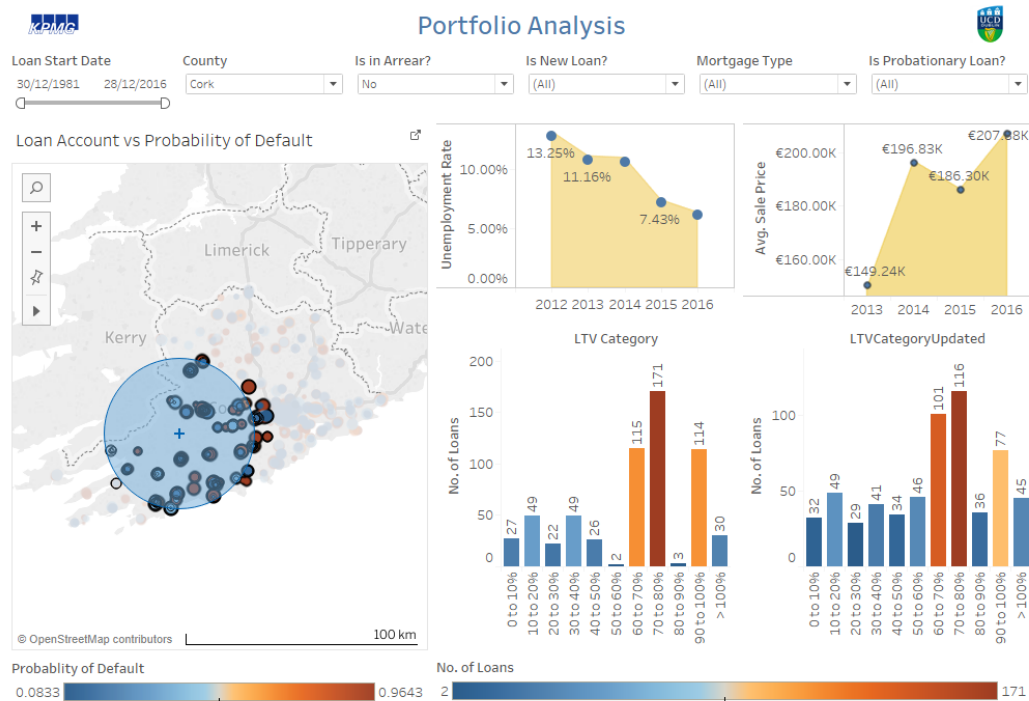 KPMG
Portfolio Analysis
UCD
DUBLIN
Loan Start Date
30/12/1981 28/12/2016
County
Cork
Is in Arrear?
No
Is New Loan?
(All)
Mortgage Type
(All)
Is Probationary Loan?
(All)
Loan Account vs Probability of Default
Limerick
Tipperary
Kerry
Wate
Co
© OpenStreetMap contributors
100 km
Unemployment Rate
10.00%
5.00%
0.00%
13.25%
11.16%
7.43%
2012 2013 2014 2015 2016
Avg. Sale Price
€200.00K
€180.00K
€160.00K
€149.24K
€196.83K
€186.30K
€207.88K
2013 2014 2015 2016
LTV Category
No. of Loans
200
150
100
50
0
27 49 22 49 26 2 115 171 3 114 30
0 to 10% 10 to 20% 20 to 30% 30 to 40% 40 to 50% 50 to 60% 60 to 70% 70 to 80% 80 to 90% 90 to 100% >100%
LTVCategoryUpdated
No. of Loans
100
50
0
32 49 29 41 34 46 101 116 36 77 45
0 to 10% 10 to 20% 20 to 30% 30 to 40% 40 to 50% 50 to 60% 60 to 70% 70 to 80% 80 to 90% 90 to 100% >100%
Probablity of Default
0.0833 0.9643
No. of Loans
2 171